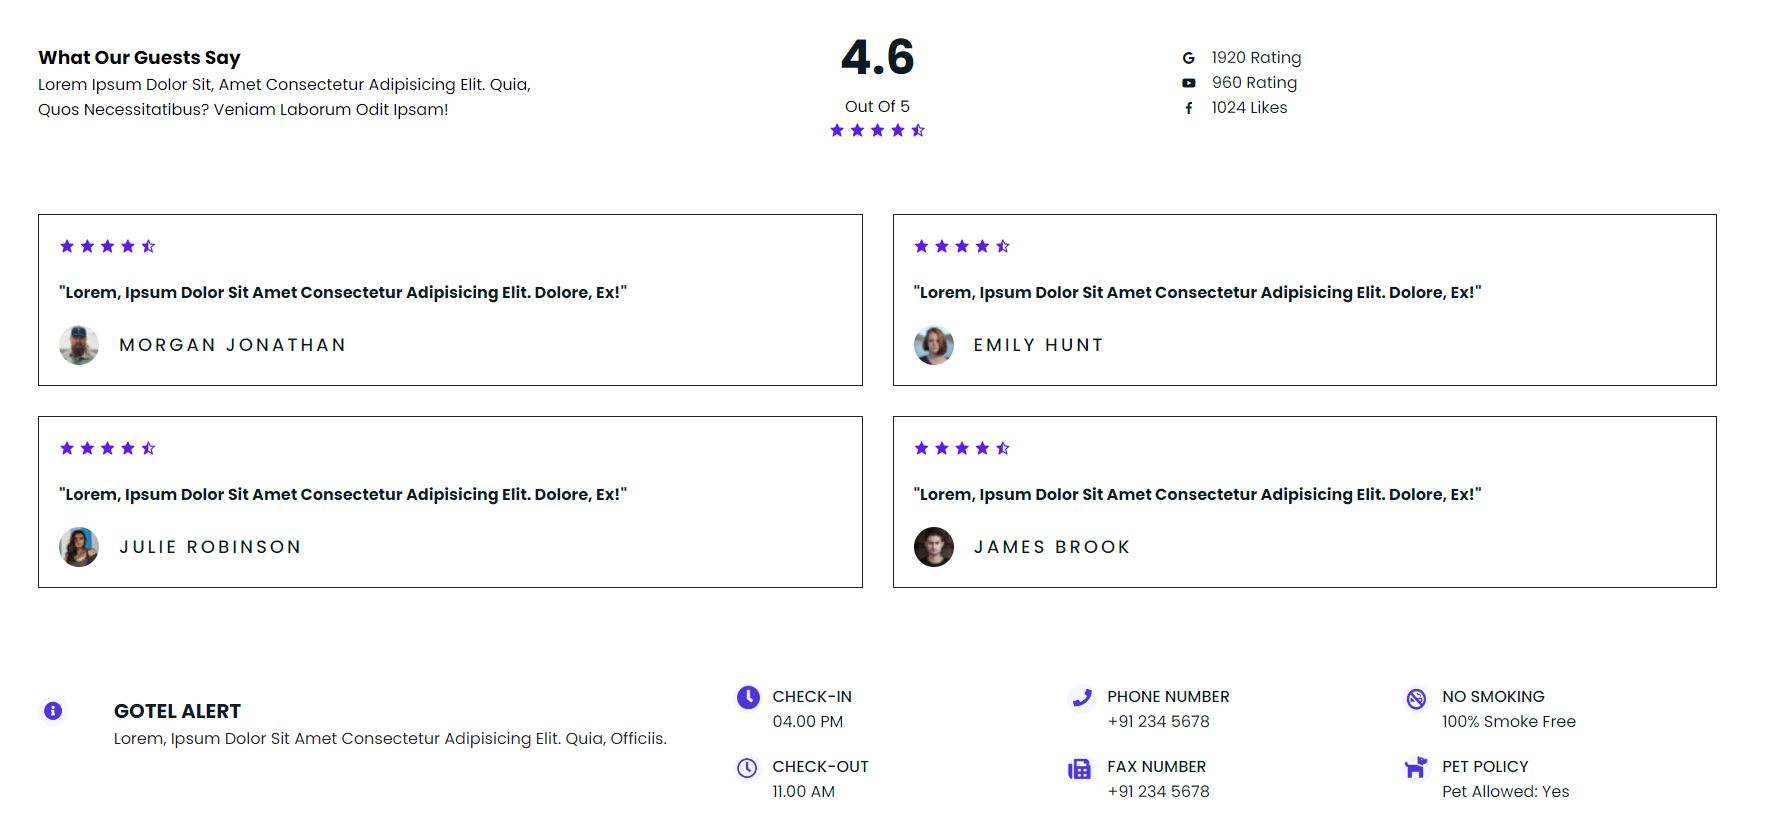 What Our Guests Say
Lorem Ipsum Dolor Sit, Amet Consectetur Adipisicing Elit. Quia,
Quos Necessitatibus? Veniam Laborum Odit Ipsam!
4.6
Out Of 5
1920 Rating
960 Rating
1024 Likes
"Lorem, Ipsum Dolor Sit Amet Consectetur Adipisicing Elit. Dolore, Ex!"
MORGAN JONATHAN
"Lorem, Ipsum Dolor Sit Amet Consectetur Adipisicing Elit. Dolore, Ex!"
EMILY HUNT
"Lorem, Ipsum Dolor Sit Amet Consectetur Adipisicing Elit. Dolore, Ex!"
JULIE ROBINSON
"Lorem, Ipsum Dolor Sit Amet Consectetur Adipisicing Elit. Dolore, Ex!"
JAMES BROOK
GOTEL ALERT
Lorem, Ipsum Dolor Sit Amet Consectetur Adipisicing Elit. Quia, Officiis.
CHECK-IN
04.00 PM
PHONE NUMBER
+91 234 5678
NO SMOKING
100% Smoke Free
CHECK-OUT
11.00 AM
FAX NUMBER
+91 234 5678
PET POLICY
Pet Allowed: Yes